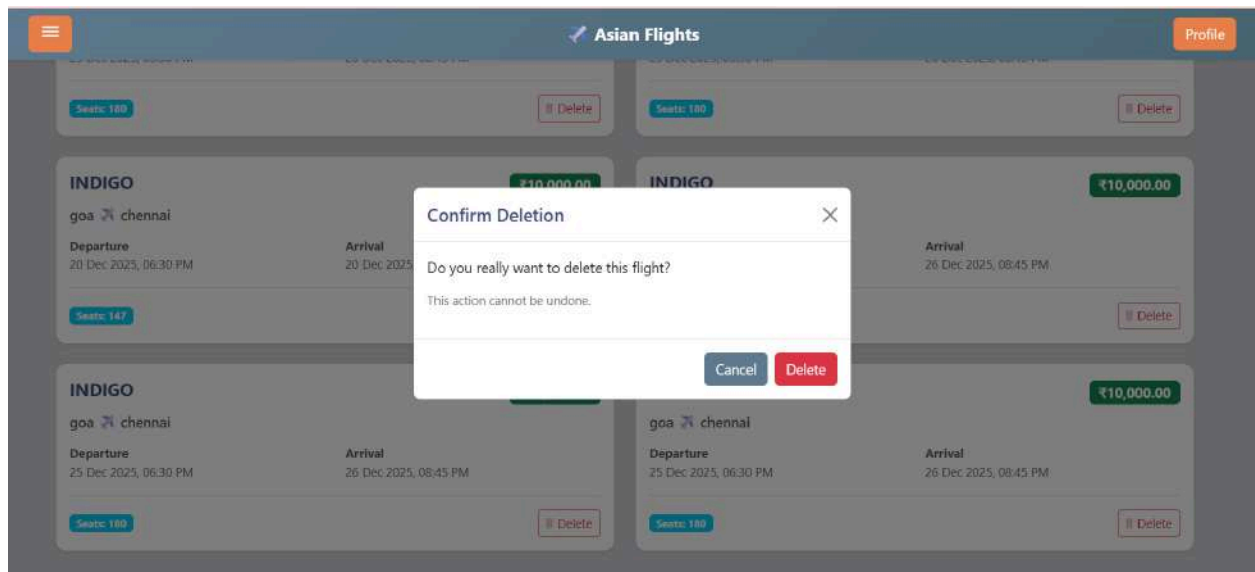 Asian Flights
Profile
Seats: 180
Delete
Seats: 180
Delete
INDIGO
₹10,000.00
goa chennai
Departure
20 Dec 2025, 06:30 PM
Arrival
20 Dec 2025
Seats: 147
INDIGO
₹10,000.00
Arrival
26 Dec 2025, 08:45 PM
Delete
Confirm Deletion
Do you really want to delete this flight?
This action cannot be undone.
Cancel
Delete
INDIGO
goa chennai
Departure
25 Dec 2025, 06:30 PM
Arrival
26 Dec 2025, 08:45 PM
Seats: 180
Delete
₹10,000.00
goa chennai
Departure
25 Dec 2025, 06:30 PM
Arrival
26 Dec 2025, 08:45 PM
Seats: 180
Delete